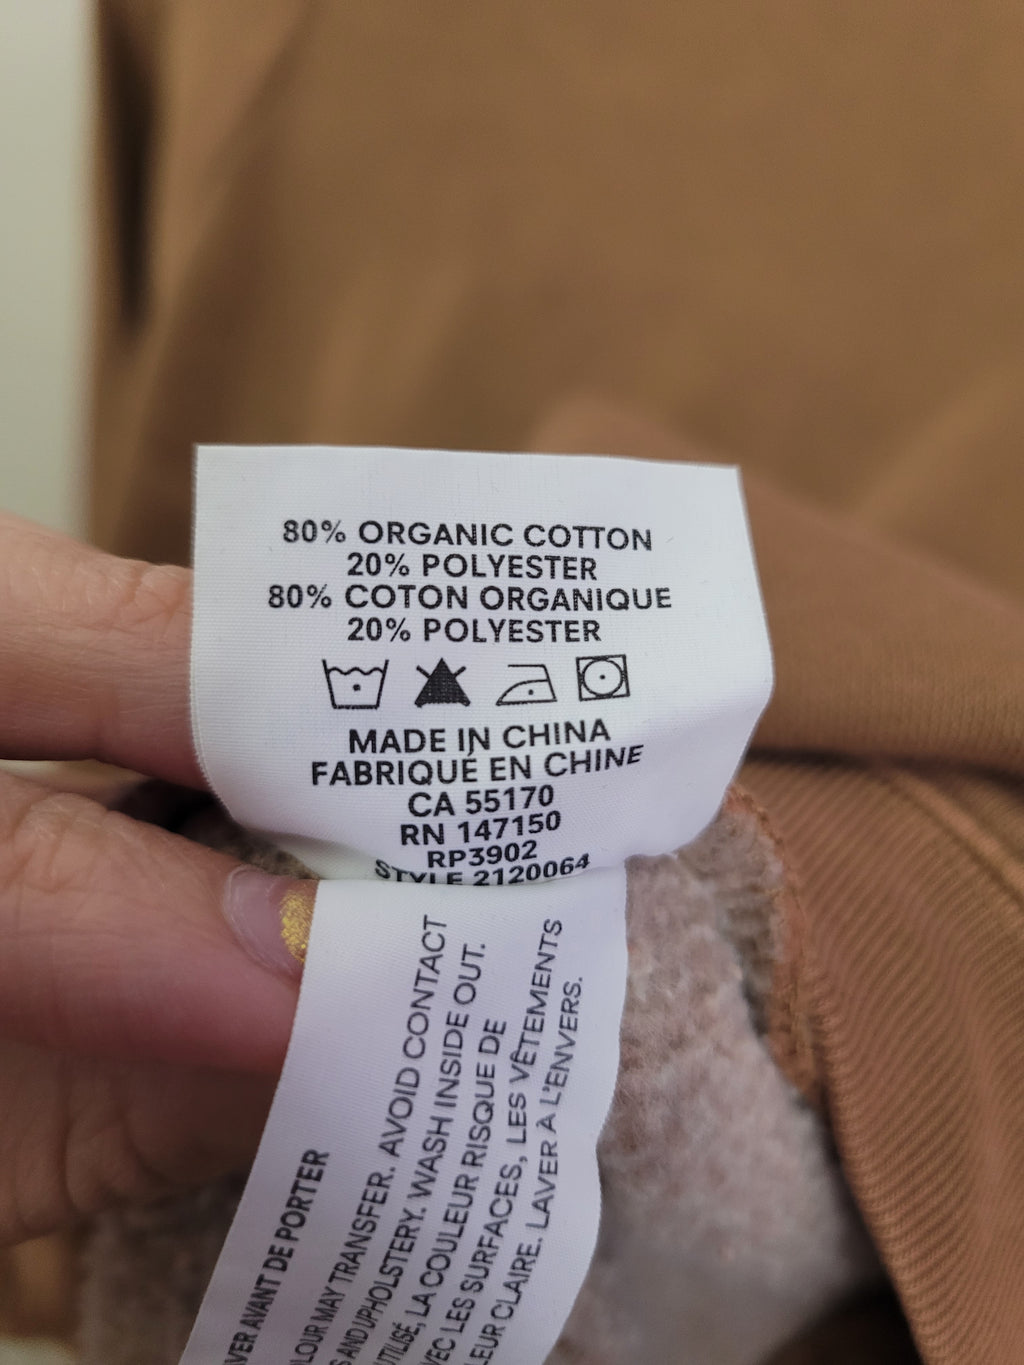 80% ORGANIC COTTON
20% POLYESTER
80% COTON ORGANIQUE
20% POLYESTER
MADE IN CHINA
FABRIQUÉ EN CHINE
CA 55170
RN 147150
RP3902
STYLE 2120064
AVANT DE PORTER
MAY TRANSFER. AVOID CONTACT
AND UPHOLSTERY. WASH INSIDE OUT.
LA COULEUR RISQUE DE
LES SURFACES, LES VÊTEMENTS
CLAIRE. LAVER À L'ENVERS.